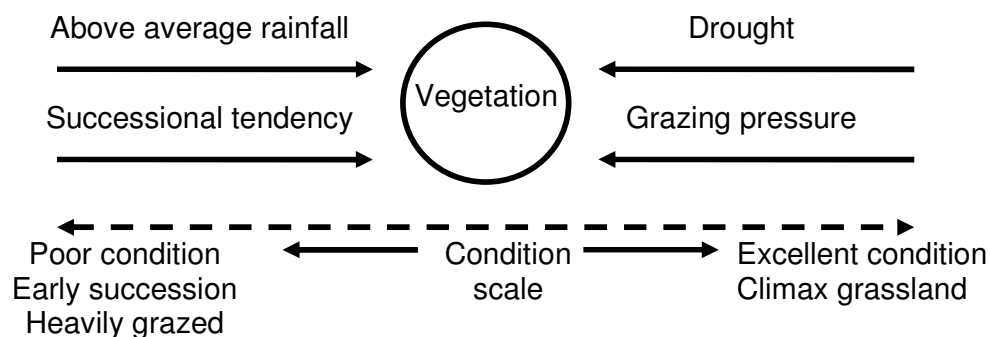 Above average rainfall
Drought
Vegetation
Successional tendency
Grazing pressure
Poor condition
Early succession
Heavily grazed
Condition
scale
Excellent condition
Climax grassland